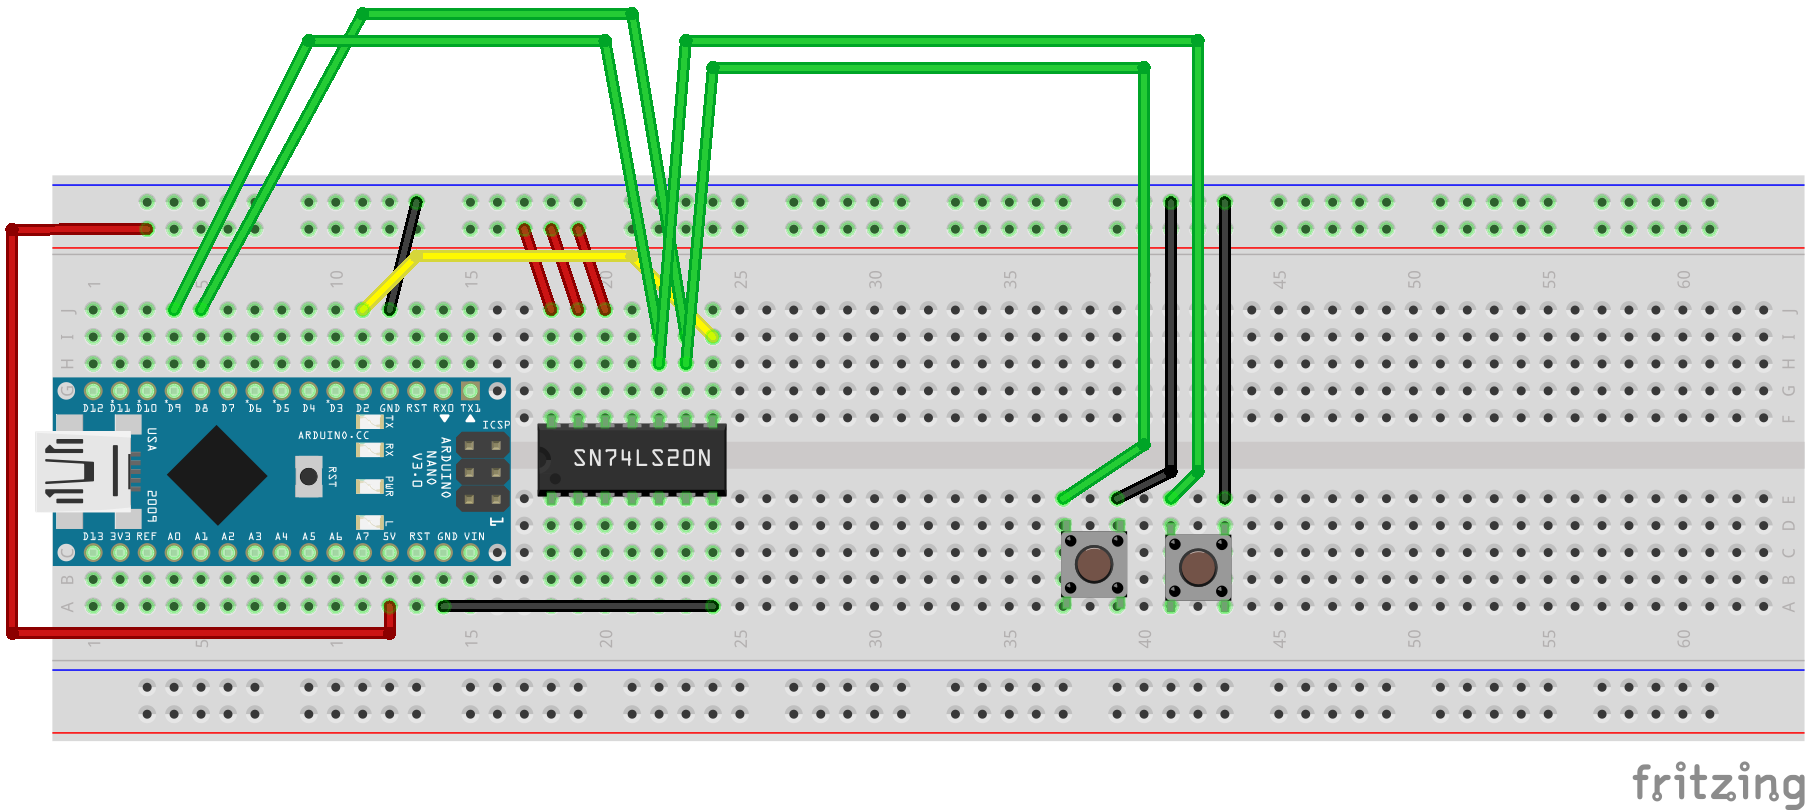 1 5 10 15 20 25 30 35 40 45 50 55 60
J J
I I
H H
G G
F F
D12 D11 D10 D9 D8 D7 D6 D5 D4 D3 D2 GND RST RX0 TX1
ICSP
TX
RX
PWR
L
ARDUINO.CC
RST
USA
2009
ARDUINO
NANO
V3.0
1
D13 3V3 REF A0 A1 A2 A3 A4 A5 A6 A7 5V RST GND VIN
SN74LS20N
E
D
C C
B B
A A
1 5 10 15 20 25 30 35 40 45 50 55 60
fritzing